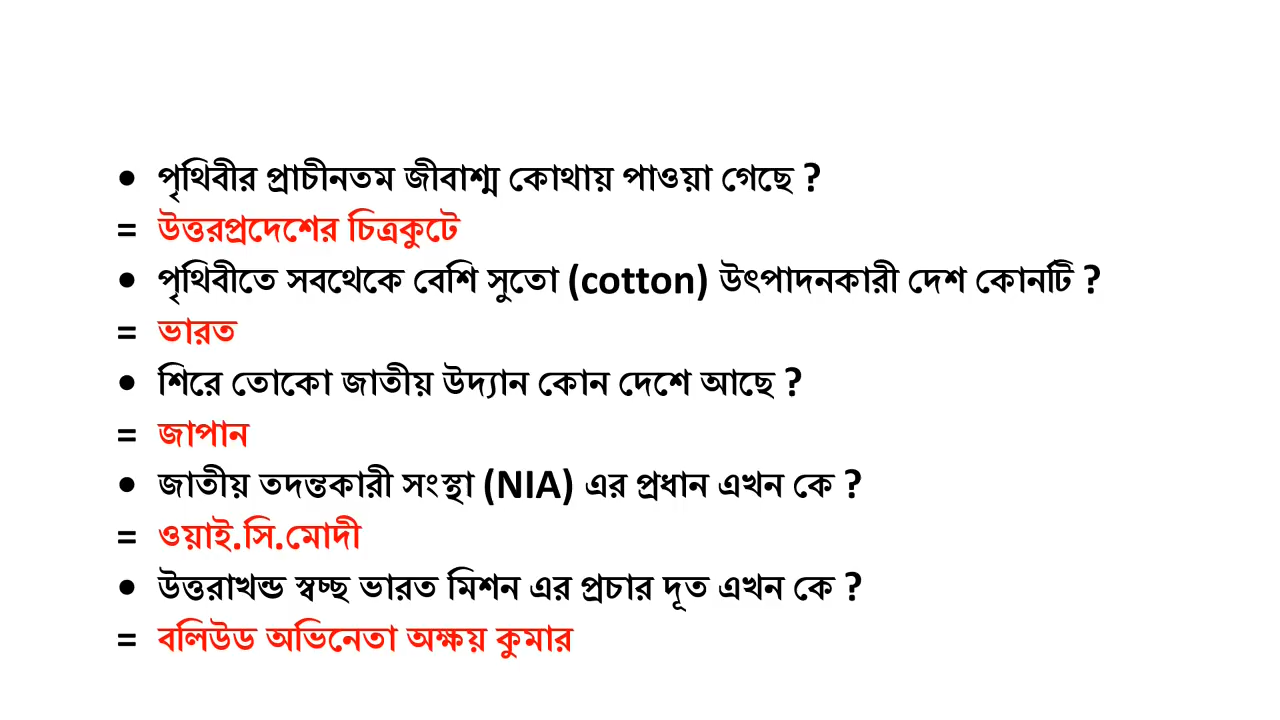 • পৃথিবীর প্রাচীনতম জীবাশ্ম কোথায় পাওয়া গেছে ?
= উত্তরপ্রদেশের চিত্রকুটে
• পৃথিবীতে সবথেকে বেশি সুতো (cotton) উৎপাদনকারী দেশ কোনটি ?
= ভারত
• শিরে তোকো জাতীয় উদ্যান কোন দেশে আছে ?
= জাপান
• জাতীয় তদন্তকারী সংস্থা (NIA) এর প্রধান এখন কে ?
= ওয়াই.সি.মোদী
• উত্তরাখন্ড স্বচ্ছ ভারত মিশন এর প্রচার দূত এখন কে ?
= বলিউড অভিনেতা অক্ষয় কুমার